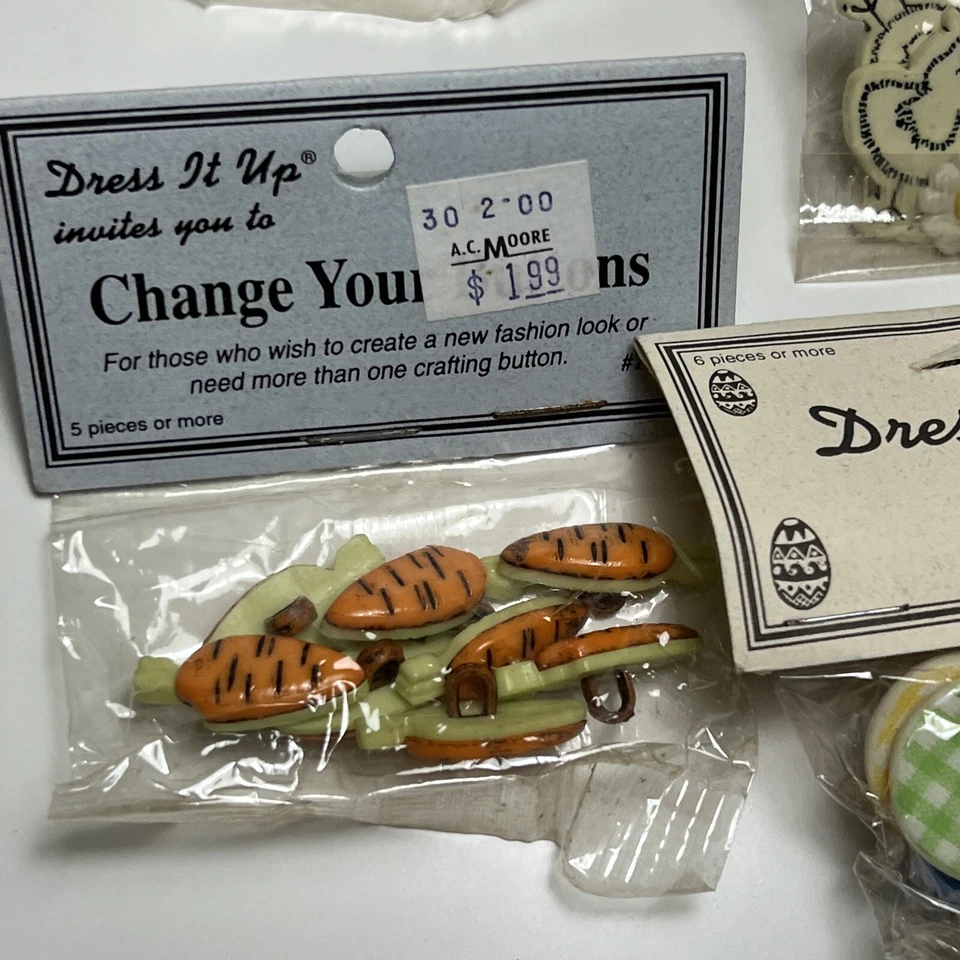 Dress It Up®
invites you to
30 2-00
A.C. MOORE
$ 1.99
Change Your ns
For those who wish to create a new fashion look or
need more than one crafting button.
#
5 pieces or more
6 pieces or more
Dre